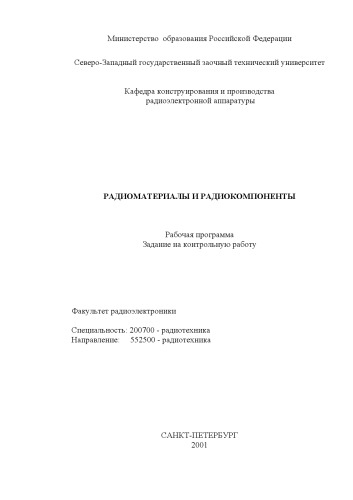 Министерство образования Российской Федерации
Северо-Западный государственный заочный технический университет
Кафедра конструирования и производства
радиоэлектронной аппаратуры
РАДИОМАТЕРИАЛЫ И РАДИОКОМПОНЕНТЫ
Рабочая программа
Задание на контрольную работу
Факультет радиоэлектроники
Специальность: 200700 - радиотехника
Направление: 552500 - радиотехника
САНКТ-ПЕТЕРБУРГ
2001